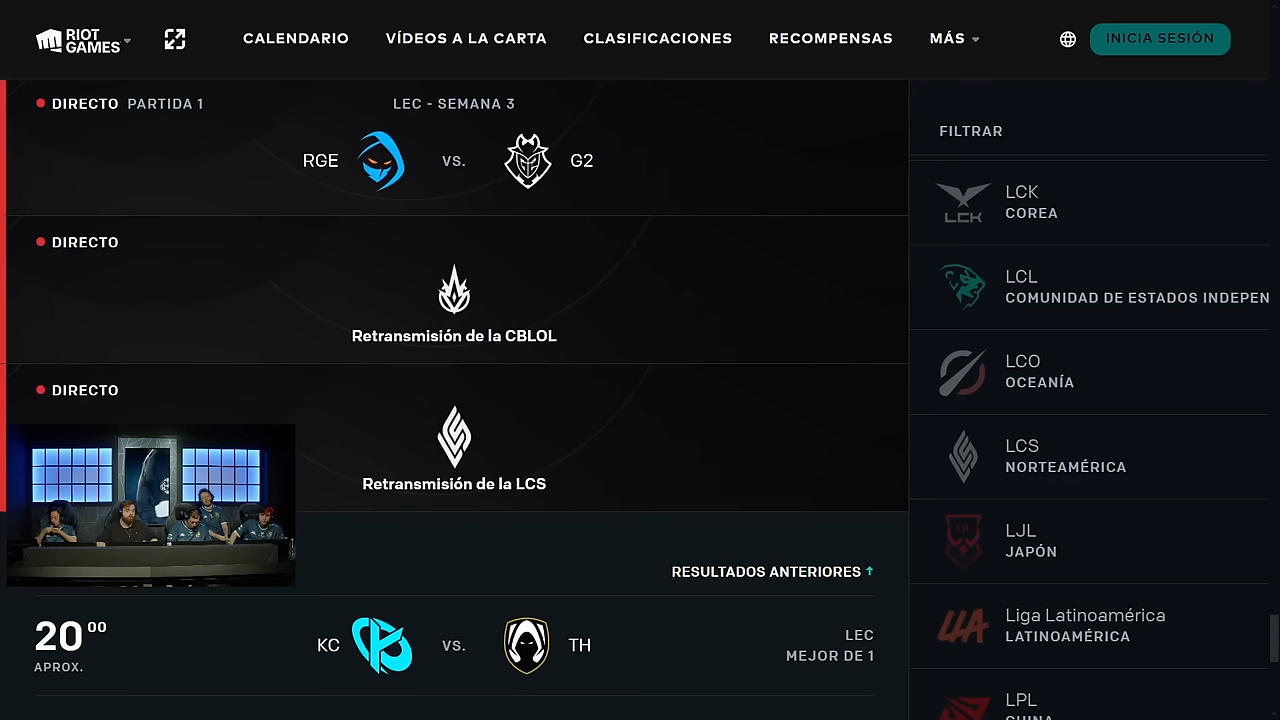 RIOT GAMES
CALENDARIO
VÍDEOS A LA CARTA
CLASIFICACIONES
RECOMPENSAS
MÁS
INICIA SESIÓN
DIRECTO PARTIDA 1
LEC - SEMANA 3
RGE VS. G2
DIRECTO
Retransmisión de la CBLOL
DIRECTO
Retransmisión de la LCS
RESULTADOS ANTERIORES ↑
20 00
APROX.
KC VS. TH
LEC
MEJOR DE 1
FILTRAR
LCK
LCK
COREA
LCL
COMUNIDAD DE ESTADOS INDEPEN
LCO
OCEANÍA
LCS
NORTEAMÉRICA
LJL
JAPÓN
Liga Latinoamérica
LATINOAMÉRICA
LPL
CHINA